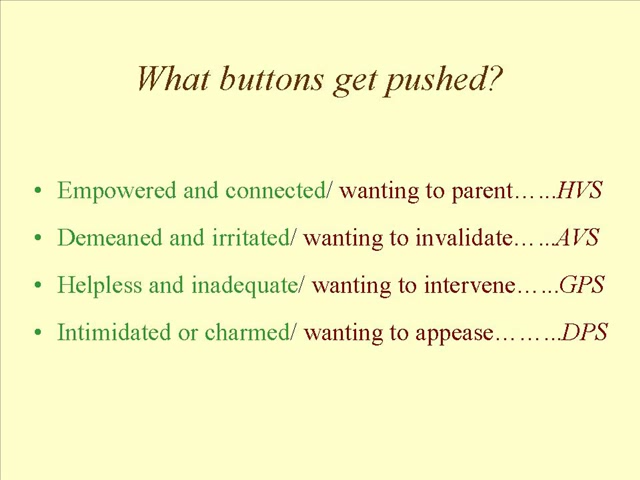 What buttons get pushed?
• Empowered and connected/ wanting to parent…...HVS
• Demeaned and irritated/ wanting to invalidate…...AVS
• Helpless and inadequate/ wanting to intervene…...GPS
• Intimidated or charmed/ wanting to appease………...DPS